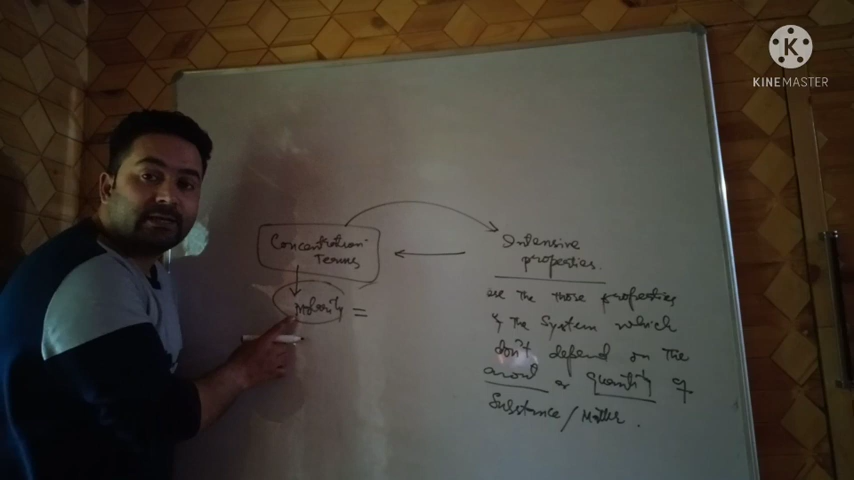 KINEMASTER
Concentration
Terms
Molarity =
Intensive
properties.
are the those properties
of the System which
don't depend on the
amount or Quantity of
Substance / Matter.